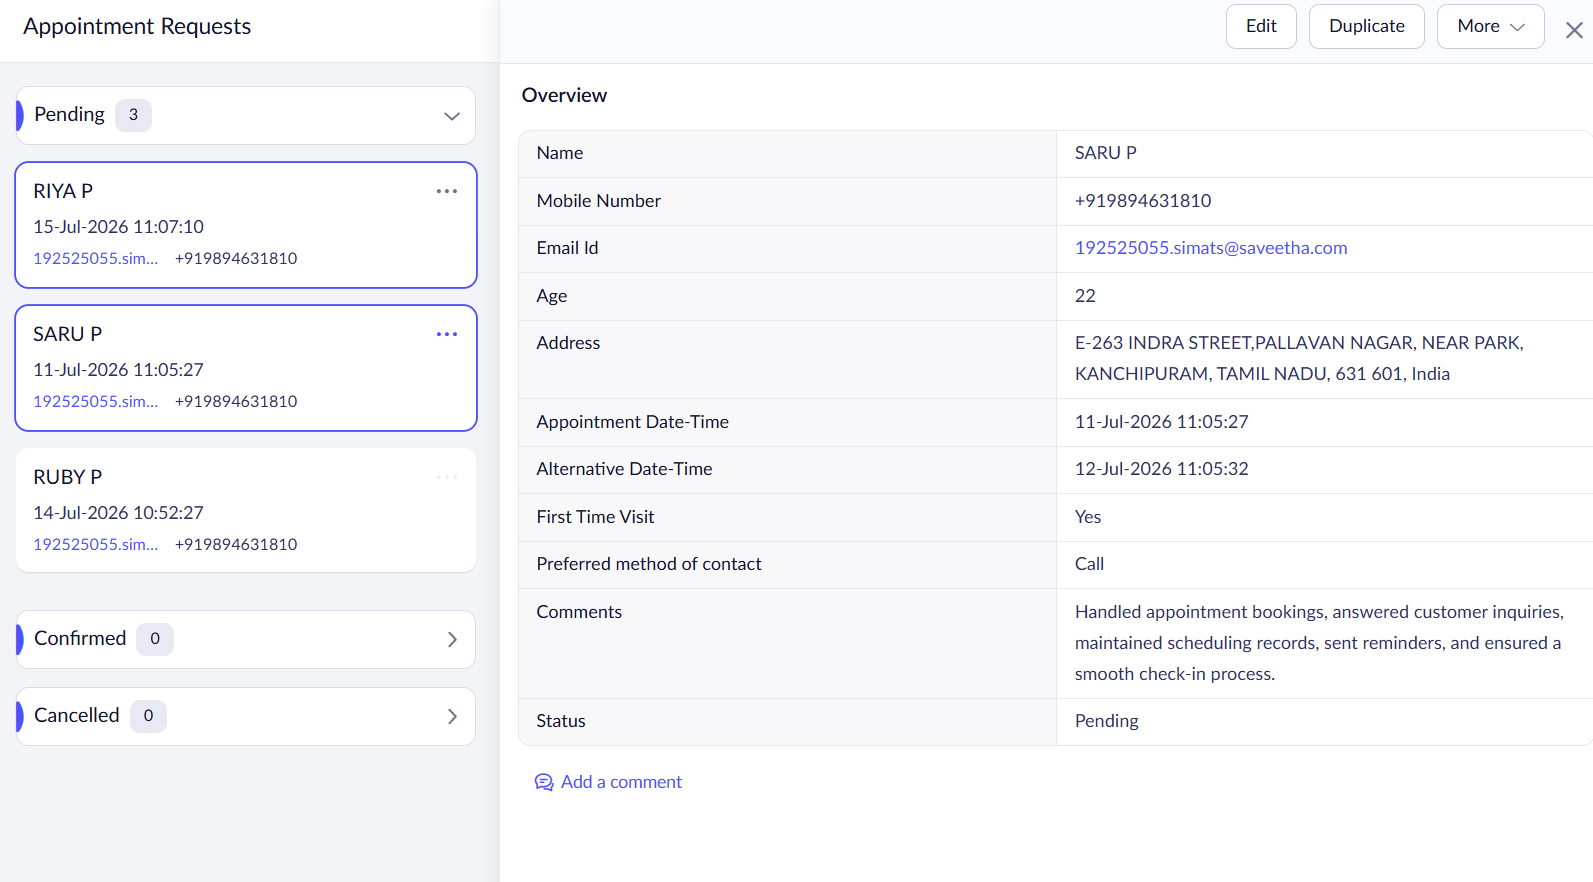 Appointment Requests
Pending 3
RIYA P
15-Jul-2026 11:07:10
192525055.sim... +919894631810
SARU P
11-Jul-2026 11:05:27
192525055.sim... +919894631810
RUBY P
14-Jul-2026 10:52:27
192525055.sim... +919894631810
Confirmed 0
Cancelled 0
Edit Duplicate More
Overview
Name SARU P
Mobile Number +919894631810
Email Id 192525055.simats@saveetha.com
Age 22
Address E-263 INDRA STREET,PALLAVAN NAGAR, NEAR PARK,
KANCHIPURAM, TAMIL NADU, 631 601, India
Appointment Date-Time 11-Jul-2026 11:05:27
Alternative Date-Time 12-Jul-2026 11:05:32
First Time Visit Yes
Preferred method of contact Call
Comments Handled appointment bookings, answered customer inquiries,
maintained scheduling records, sent reminders, and ensured a
smooth check-in process.
Status Pending
Add a comment